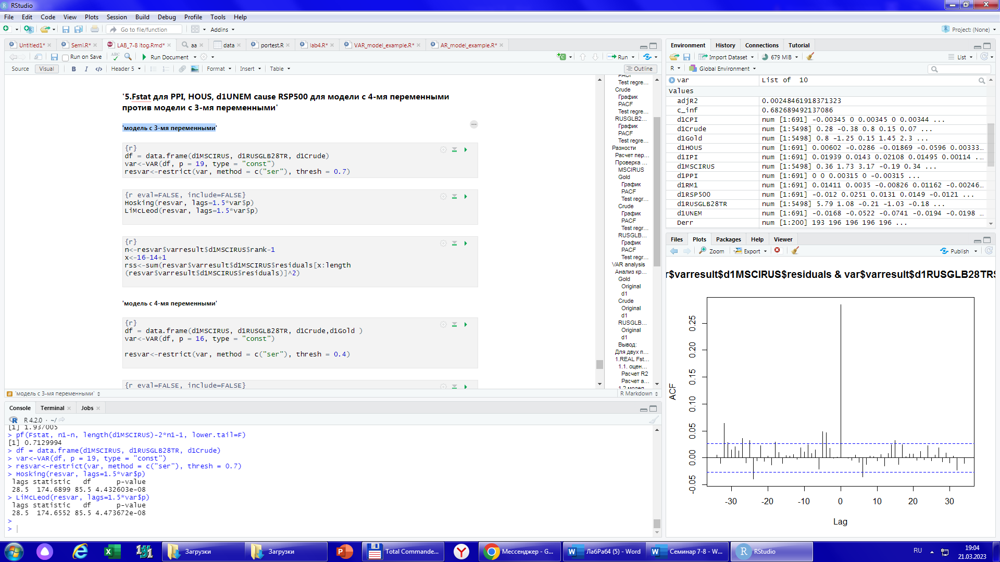 RStudio
File Edit Code View Plots Session Build Debug Profile Tools Help
Go to file/function Addins Project: (None)
Untitled1* Semi.R* LAB_7-8 itog.Rmd* aa data portest.R lab4.R* VAR_model_example.R* AR_model_example.R*
Run on Save ABC Run Document Run
Source Visual B I </> Header 5 Format Insert Table Outline
'5.Fstat для PPI, HOUS, d1UNEM cause RSP500 для модели с 4-мя переменными
против модели с 3-мя переменными'
'модель с 3-мя переменными'
{r}
df = data.frame(d1MSCIRUS, d1RUSGLB28TR, d1Crude)
var<-VAR(df, p = 19, type = "const")
resvar<-restrict(var, method = c("ser"), thresh = 0.7)
{r eval=FALSE, include=FALSE}
Hosking(resvar, lags=1.5*var$p)
LiMcLeod(resvar, lags=1.5*var$p)
{r}
n<-resvar$varresult$d1MSCIRUS$rank-1
x<-16-14+1
rss<-sum(resvar$varresult$d1MSCIRUS$residuals[x:length
(resvar$varresult$d1MSCIRUS$residuals)]^2)
'модель с 4-мя переменными'
{r}
df = data.frame(d1MSCIRUS, d1RUSGLB28TR, d1Crude,d1Gold )
var<-VAR(df, p = 16, type = "const")
resvar<-restrict(var, method = c("ser"), thresh = 0.4)
{r eval=FALSE, include=FALSE}
PACF
Test regre...
Crude
График
PACF
Test regre...
RUSGLB2...
График
PACF
Test regre...
Разности
Расчет пер...
Проверка ...
MSCIRUS
Gold
График
PACF
Test regr...
Crude
График
PACF
Test regr...
RUSGLB...
График
PACF
Test regr...
VAR analysis
Анализ кр...
Gold
Original
d1
Crude
Original
d1
RUSGLB...
Original
d1
Вывод:
Для двух п...
1.REAL Fst...
1.1. оцен...
Расчет R2
Расчет a...
1.2 модел...
# 'модель с 3-мя переменными' R Markdown
Console Terminal Jobs
R 4.2.0 · ~/
[1] 1.937005
> pf(Fstat, n1-n, length(d1MSCIRUS)-2*n1-1, lower.tail=F)
[1] 0.7129994
> df = data.frame(d1MSCIRUS, d1RUSGLB28TR, d1Crude)
> var<-VAR(df, p = 19, type = "const")
> resvar<-restrict(var, method = c("ser"), thresh = 0.7)
> Hosking(resvar, lags=1.5*var$p)
lags statistic df p-value
28.5 174.6899 85.5 4.432603e-08
> LiMcLeod(resvar, lags=1.5*var$p)
lags statistic df p-value
28.5 174.6552 85.5 4.473672e-08
>
>
Environment History Connections Tutorial
Import Dataset 679 MiB List
R Global Environment
var List of 10
Values
adjR2 0.00248461918371323
c_inf 0.682689492137086
d1CPI num [1:691] -0.00345 0 0.00345 0 0.00344 ...
d1Crude num [1:5498] 0.28 -0.38 0.8 0.15 0.07 ...
d1Gold num [1:5498] 0.8 -1.25 0.15 1.45 2.3 ...
d1HOUS num [1:691] 0.00602 -0.0286 -0.01869 -0.0596 0.00333...
d1IPI num [1:691] 0.01939 0.0143 0.02108 0.01495 0.00114 ...
d1MSCIRUS num [1:5498] 0.36 1.73 3.17 -0.19 0.34 ...
d1PPI num [1:691] 0 0 0.00315 0 -0.00315 ...
d1RM1 num [1:691] 0.01411 0.0035 -0.00826 0.01162 -0.00246...
d1RSP500 num [1:691] -0.012 0.0251 0.0131 0.0149 -0.0121 ...
d1RUSGLB28TR num [1:5498] 5.79 1.08 -0.21 -1.03 -0.18 ...
d1UNEM num [1:691] -0.0168 -0.0522 -0.0741 -0.0194 -0.0198 ...
Derr num [1:200] 193 196 196 196 196 ...
Files Plots Packages Help Viewer
Zoom Export Publish
r$varresult$d1MSCIRUS$residuals & var$varresult$d1RUSGLB28TR$
ACF
0.25
0.20
0.15
0.10
0.05
0.00
-0.05
-30 -20 -10 0 10 20 30
Lag
Загрузки Загрузки Total Commande... Мессенджер - G... ЛабРаб4 (5) - Word Семинар 7-8 - W... RStudio
RU 19:04
21.03.2023